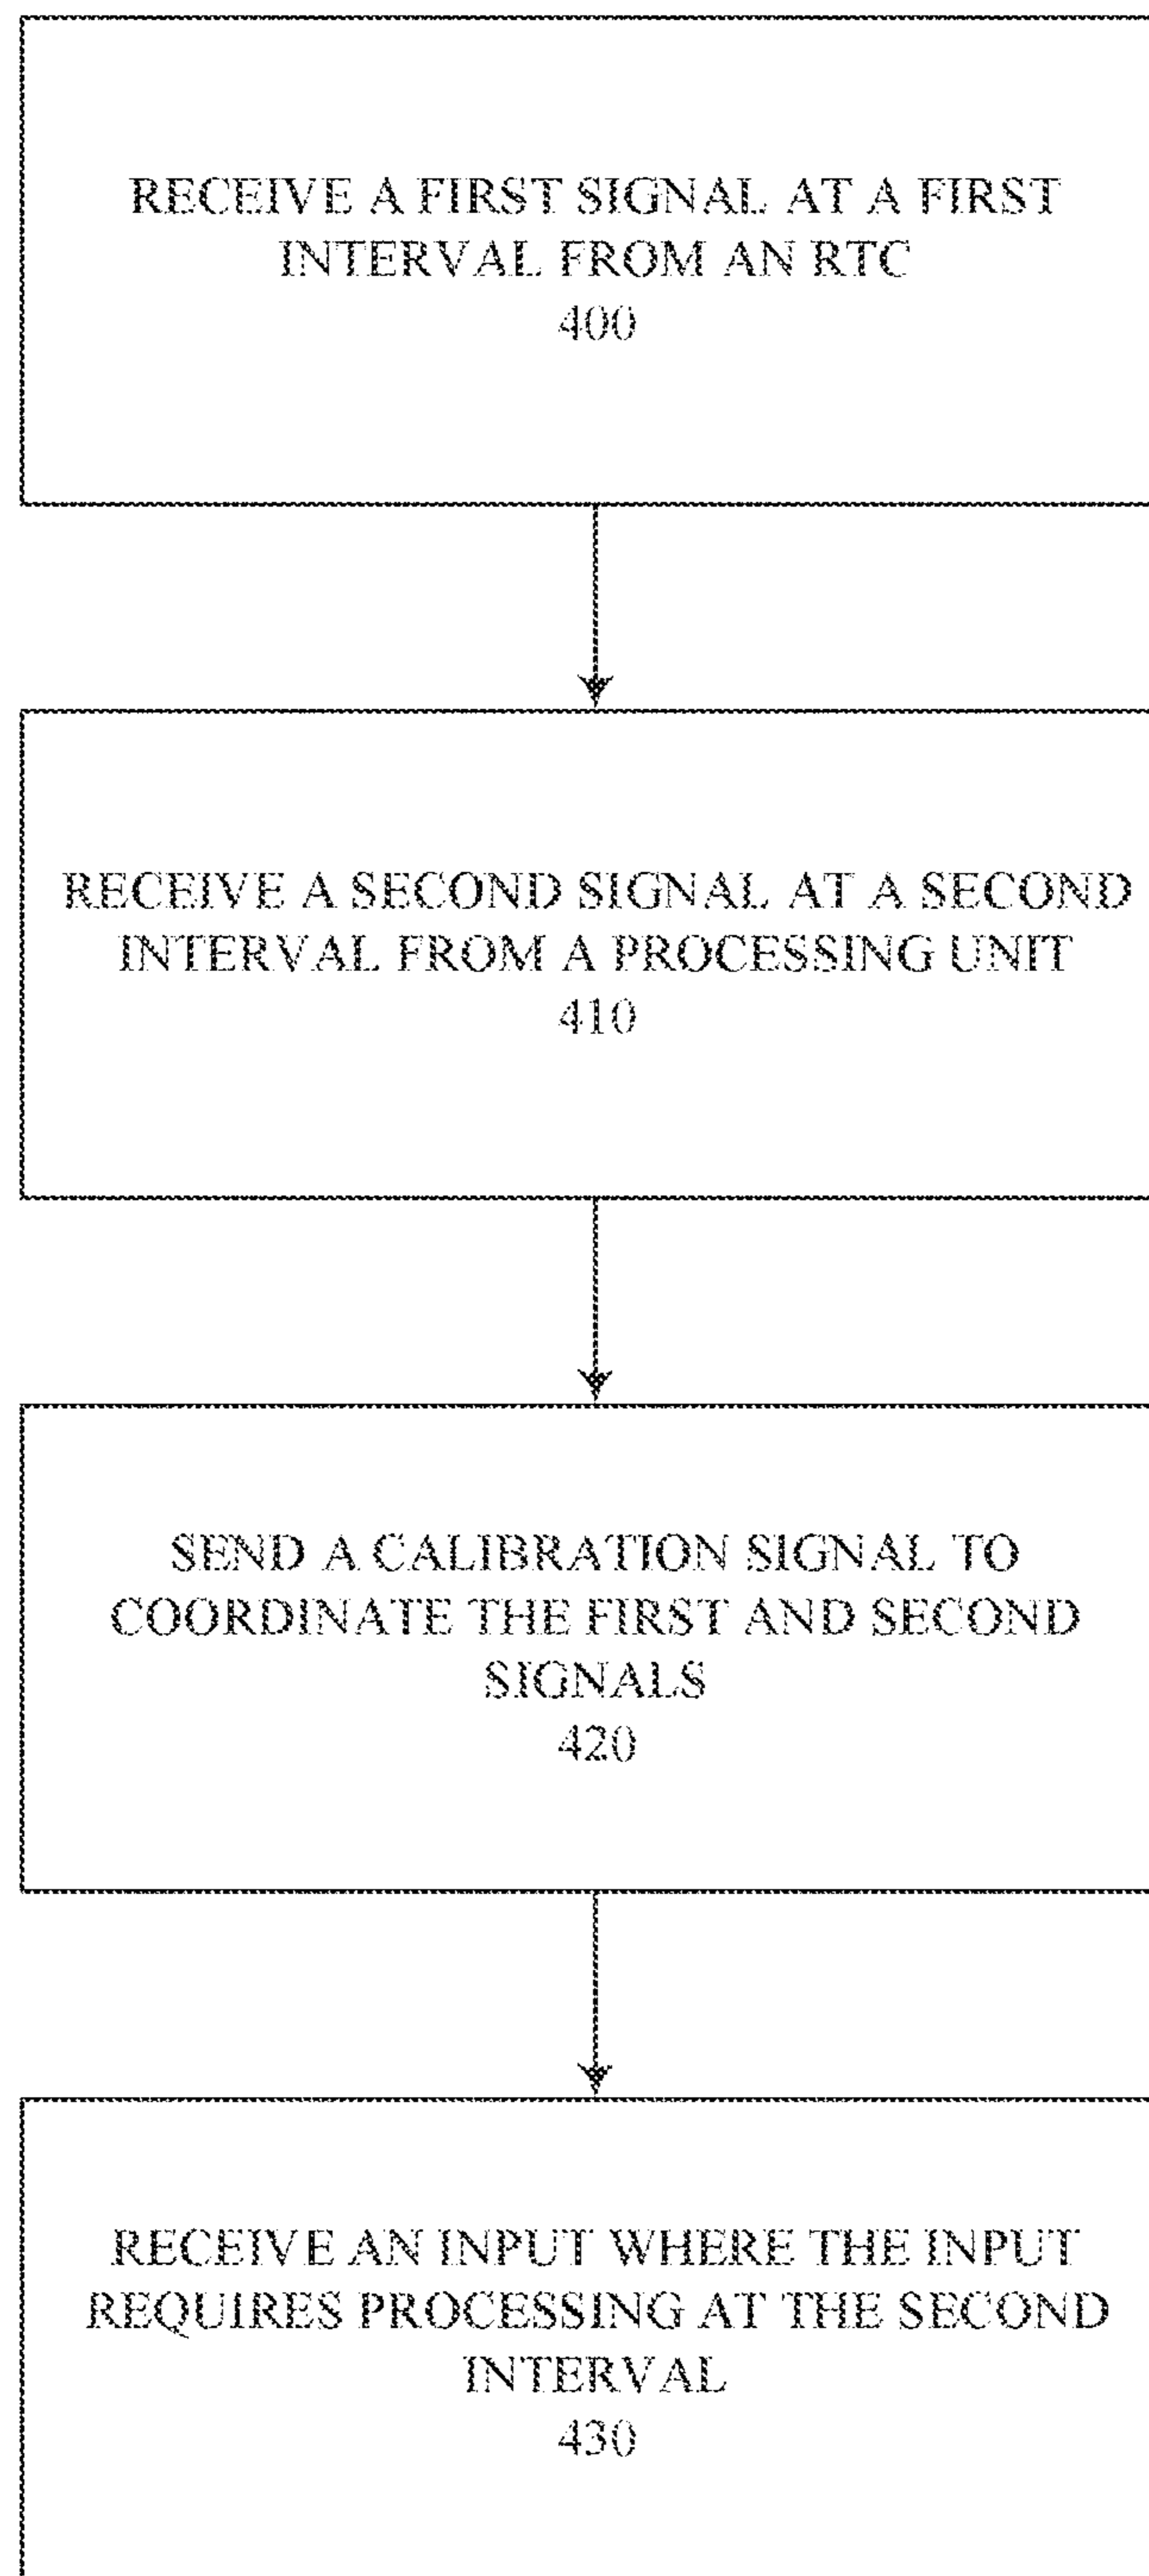 RECEIVE A FIRST SIGNAL AT A FIRST
INTERVAL FROM AN RTC
400
RECEIVE A SECOND SIGNAL AT A SECOND
INTERVAL FROM A PROCESSING UNIT
410
SEND A CALIBRATION SIGNAL TO
COORDINATE THE FIRST AND SECOND
SIGNALS
420
RECEIVE AN INPUT WHERE THE INPUT
REQUIRES PROCESSING AT THE SECOND
INTERVAL
430